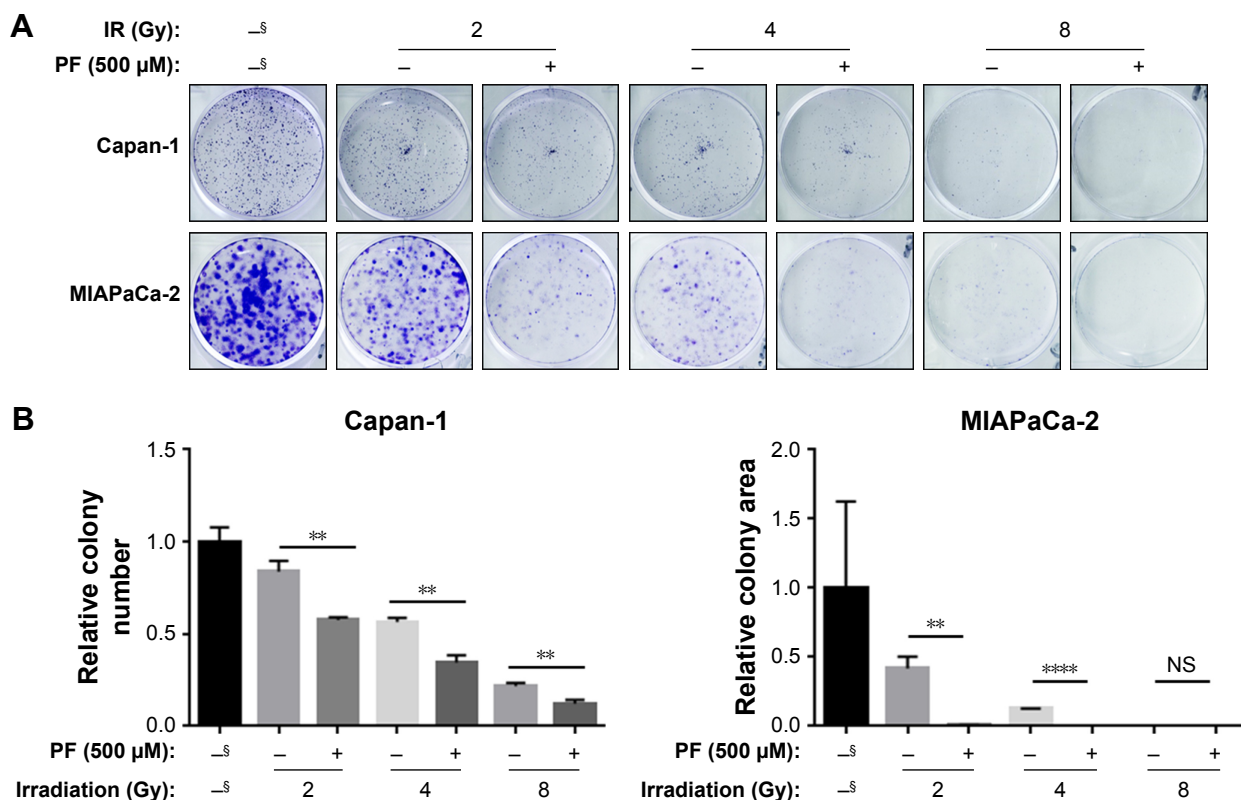 A
IR (Gy): –§ 2 4 8
PF (500 µM): –§ – + – + – +
Capan-1
MIAPaCa-2
B
Capan-1
Relative colony
number
1.5
1.0
0.5
0.0
** ** **
PF (500 µM): –§ – + – + – +
Irradiation (Gy): –§ 2 4 8
MIAPaCa-2
Relative colony area
2.0
1.5
1.0
0.5
0.0
** **** NS
PF (500 µM): –§ – + – + – +
Irradiation (Gy): –§ 2 4 8